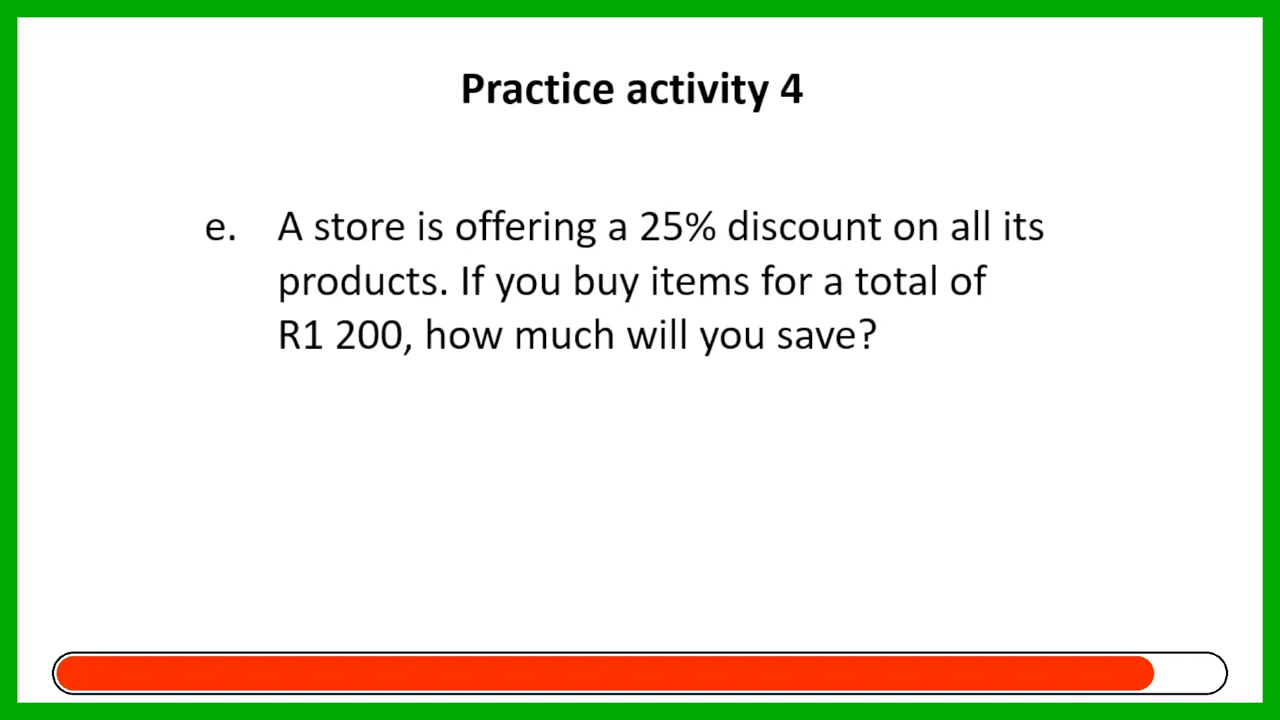 Practice activity 4
e. A store is offering a 25% discount on all its
products. If you buy items for a total of
R1 200, how much will you save?